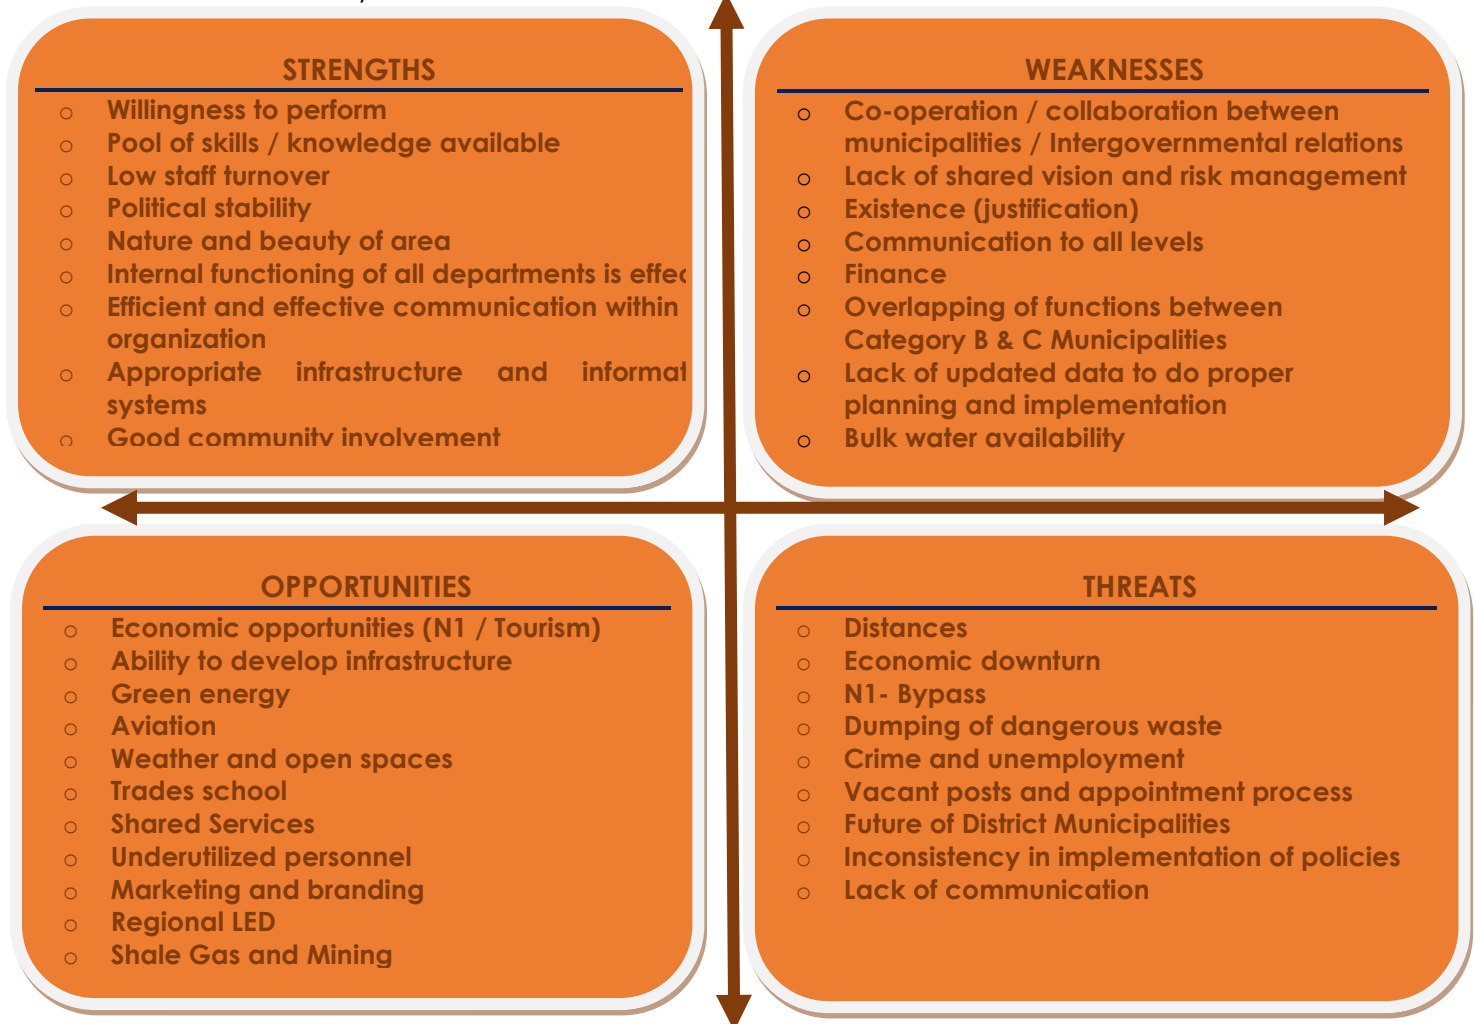 STRENGTHS
o Willingness to perform
o Pool of skills / knowledge available
o Low staff turnover
o Political stability
o Nature and beauty of area
o Internal functioning of all departments is effec
o Efficient and effective communication within
organization
o Appropriate infrastructure and informat
systems
o Good community involvement
WEAKNESSES
o Co-operation / collaboration between
municipalities / Intergovernmental relations
o Lack of shared vision and risk management
o Existence (justification)
o Communication to all levels
o Finance
o Overlapping of functions between
Category B & C Municipalities
o Lack of updated data to do proper
planning and implementation
o Bulk water availability
OPPORTUNITIES
o Economic opportunities (N1 / Tourism)
o Ability to develop infrastructure
o Green energy
o Aviation
o Weather and open spaces
o Trades school
o Shared Services
o Underutilized personnel
o Marketing and branding
o Regional LED
o Shale Gas and Mining
THREATS
o Distances
o Economic downturn
o N1- Bypass
o Dumping of dangerous waste
o Crime and unemployment
o Vacant posts and appointment process
o Future of District Municipalities
o Inconsistency in implementation of policies
o Lack of communication